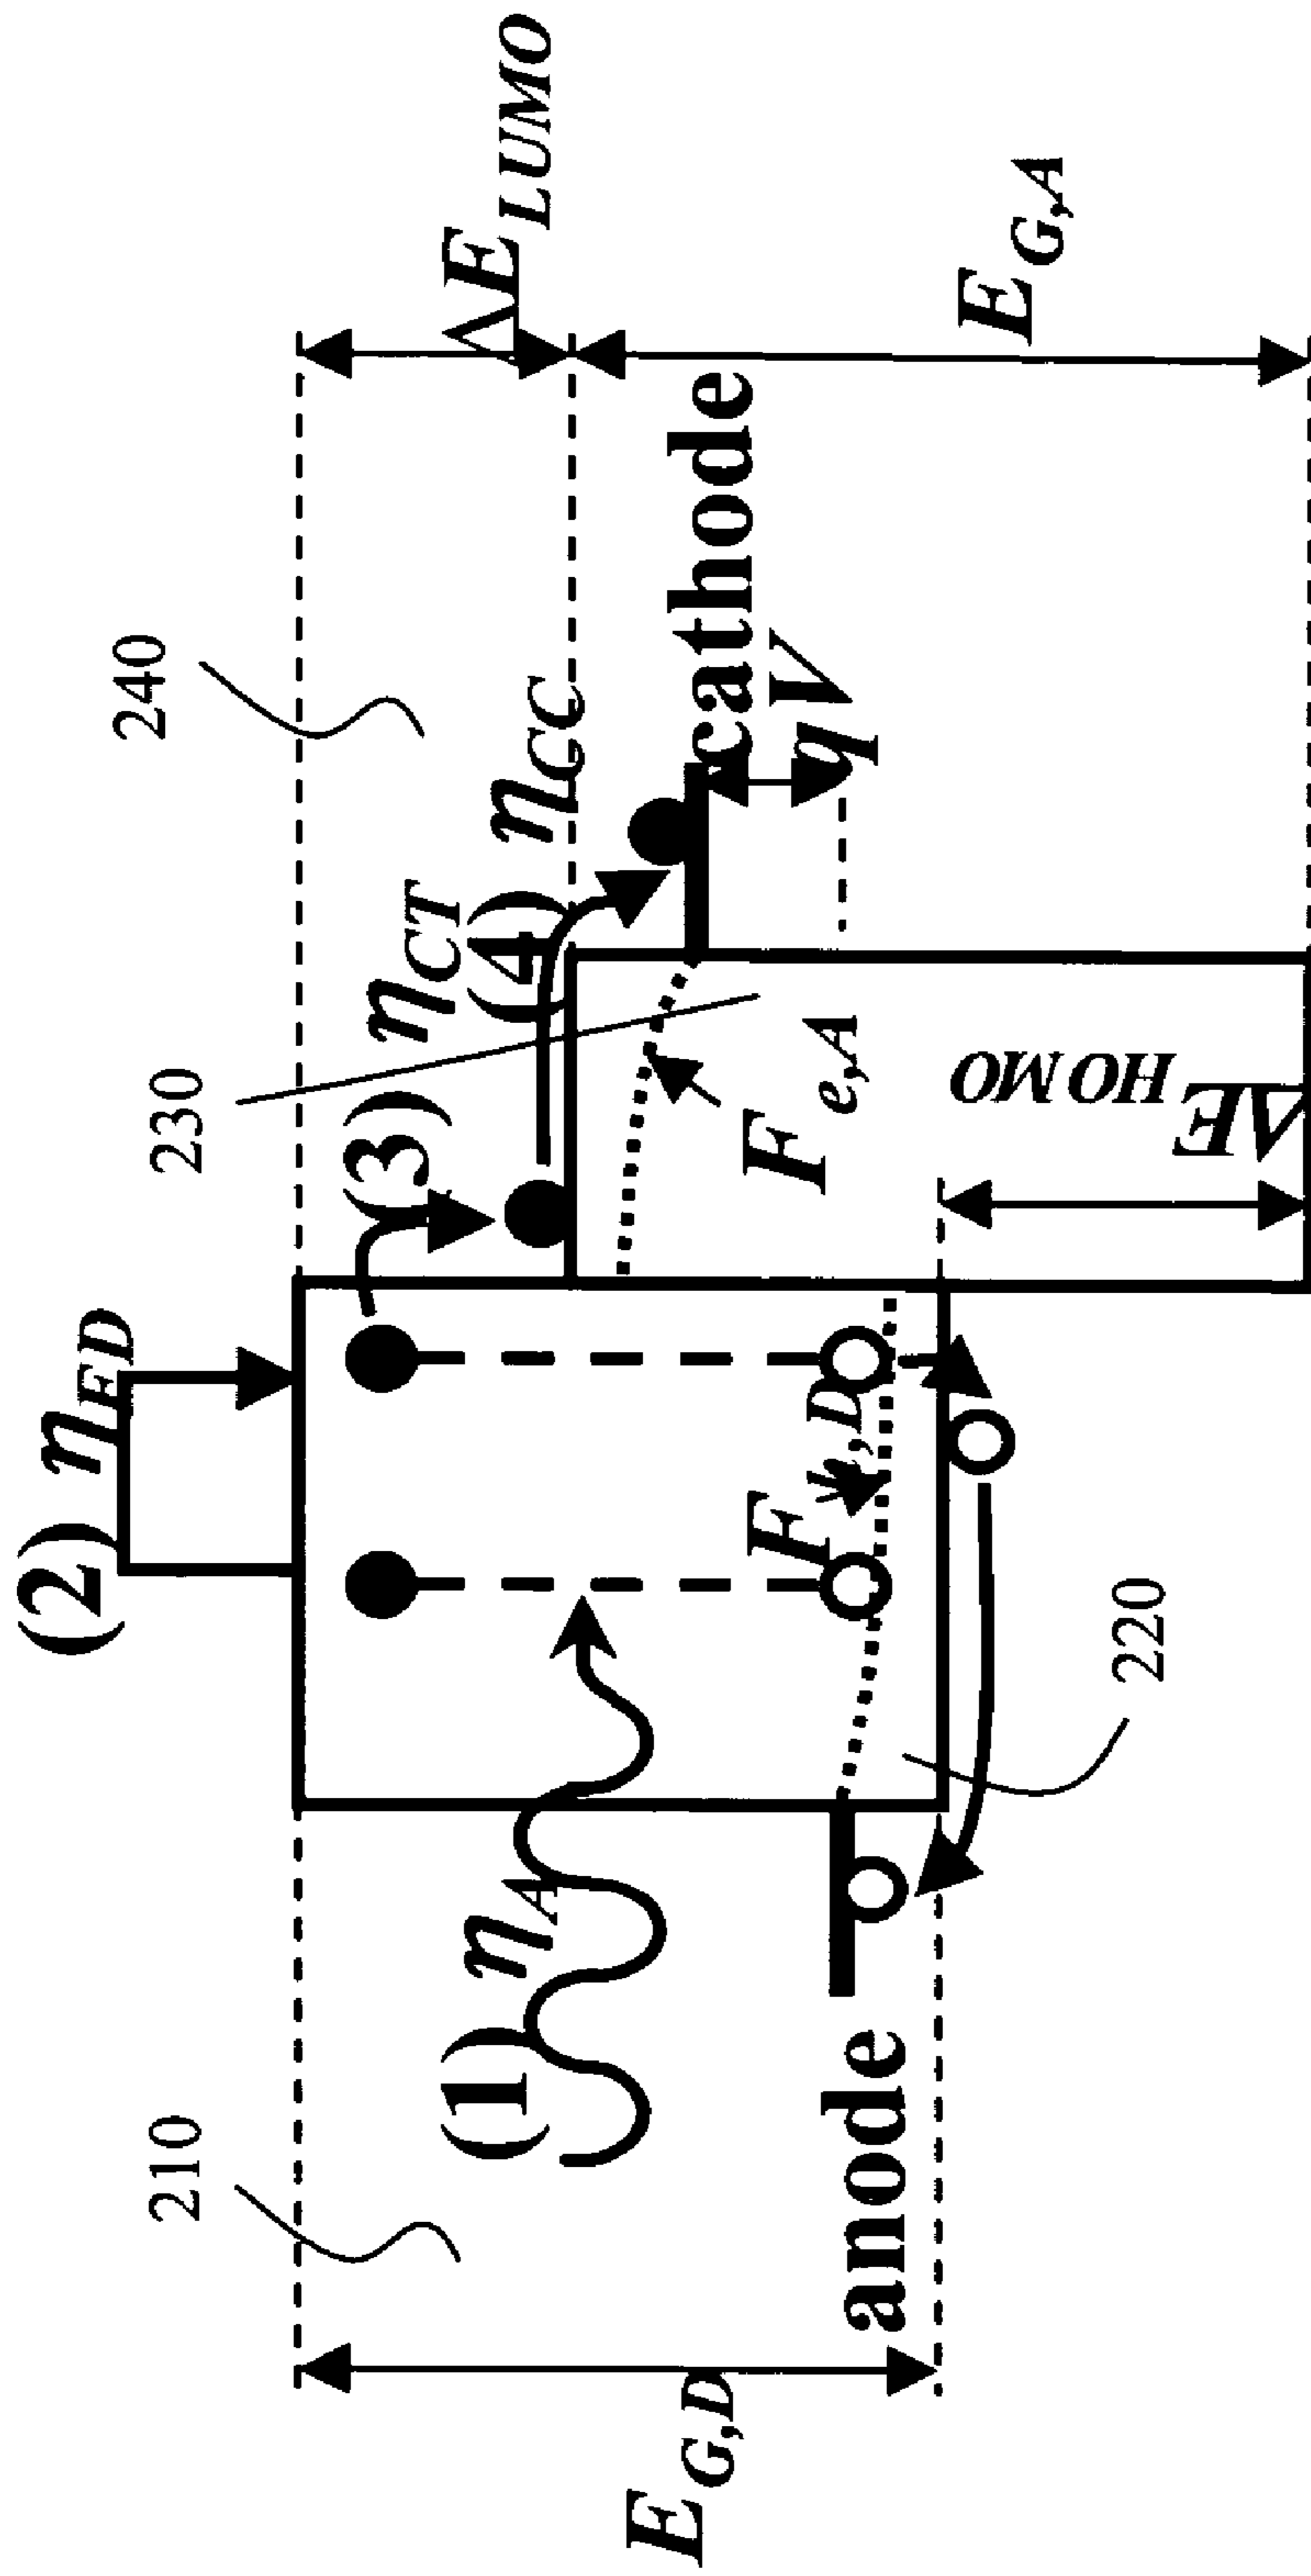 (2) η_ED
240
230
210
(3) η_CT
(4) η_CC
ΔE_LUMO
(1) η_A
cathode
qV
E_G,D
anode
F_h,D
F_e,A
E_G,A
ΔE_HOMO
220